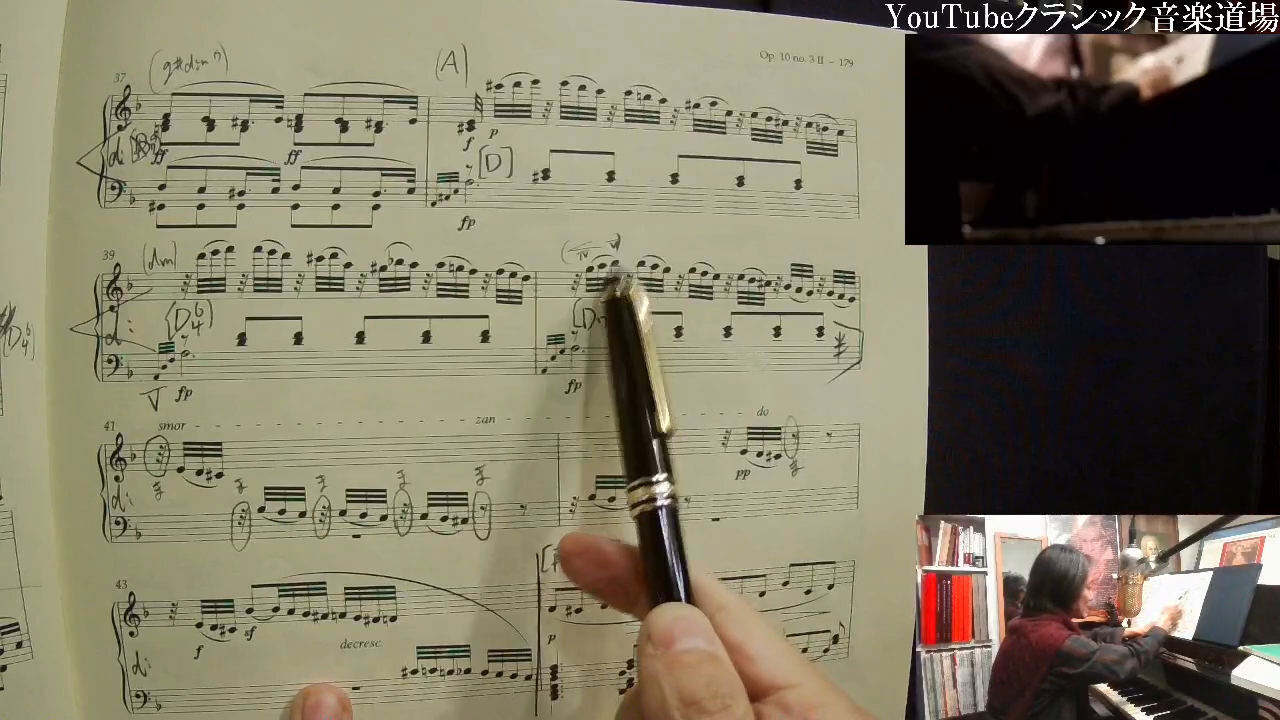 YouTubeクラシック音楽道場
Op. 10 no. 3 II – 179
37
(g#dim7)
(A)
d:
ff
ff
f
p
[D]
fp
39
(dm)
d:
[D6/4]
V
fp
fp
41
smor
zan
do
d:
pp
43
d:
f
sf
decresc.
p